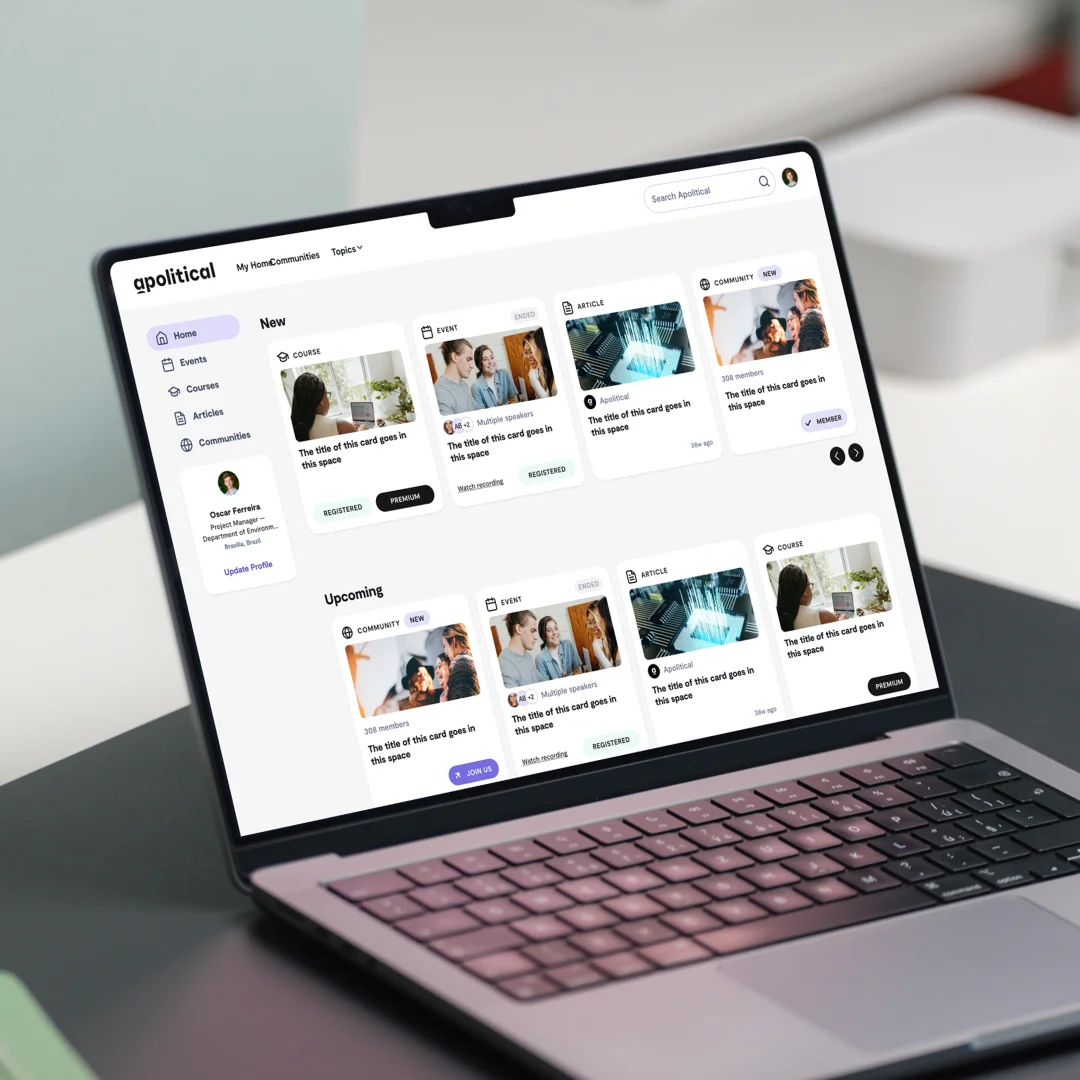 apolitical
My Home
Communities
Topics
Search Apolitical
Home
Events
Courses
Articles
Communities
Oscar Ferreira
Project Manager —
Department of Environm...
Brasilia, Brazil
Update Profile
New
COURSE
The title of this card goes in
this space
REGISTERED
PREMIUM
EVENT
ENDED
AB
+2
Multiple speakers
The title of this card goes in
this space
Watch recording
REGISTERED
ARTICLE
Apolitical
The title of this card goes in
this space
38w ago
COMMUNITY
NEW
308 members
The title of this card goes in
this space
MEMBER
Upcoming
COMMUNITY
NEW
308 members
The title of this card goes in
this space
JOIN US
EVENT
ENDED
AB
+2
Multiple speakers
The title of this card goes in
this space
Watch recording
REGISTERED
ARTICLE
Apolitical
The title of this card goes in
this space
38w ago
COURSE
The title of this card goes in
this space
PREMIUM
command
option